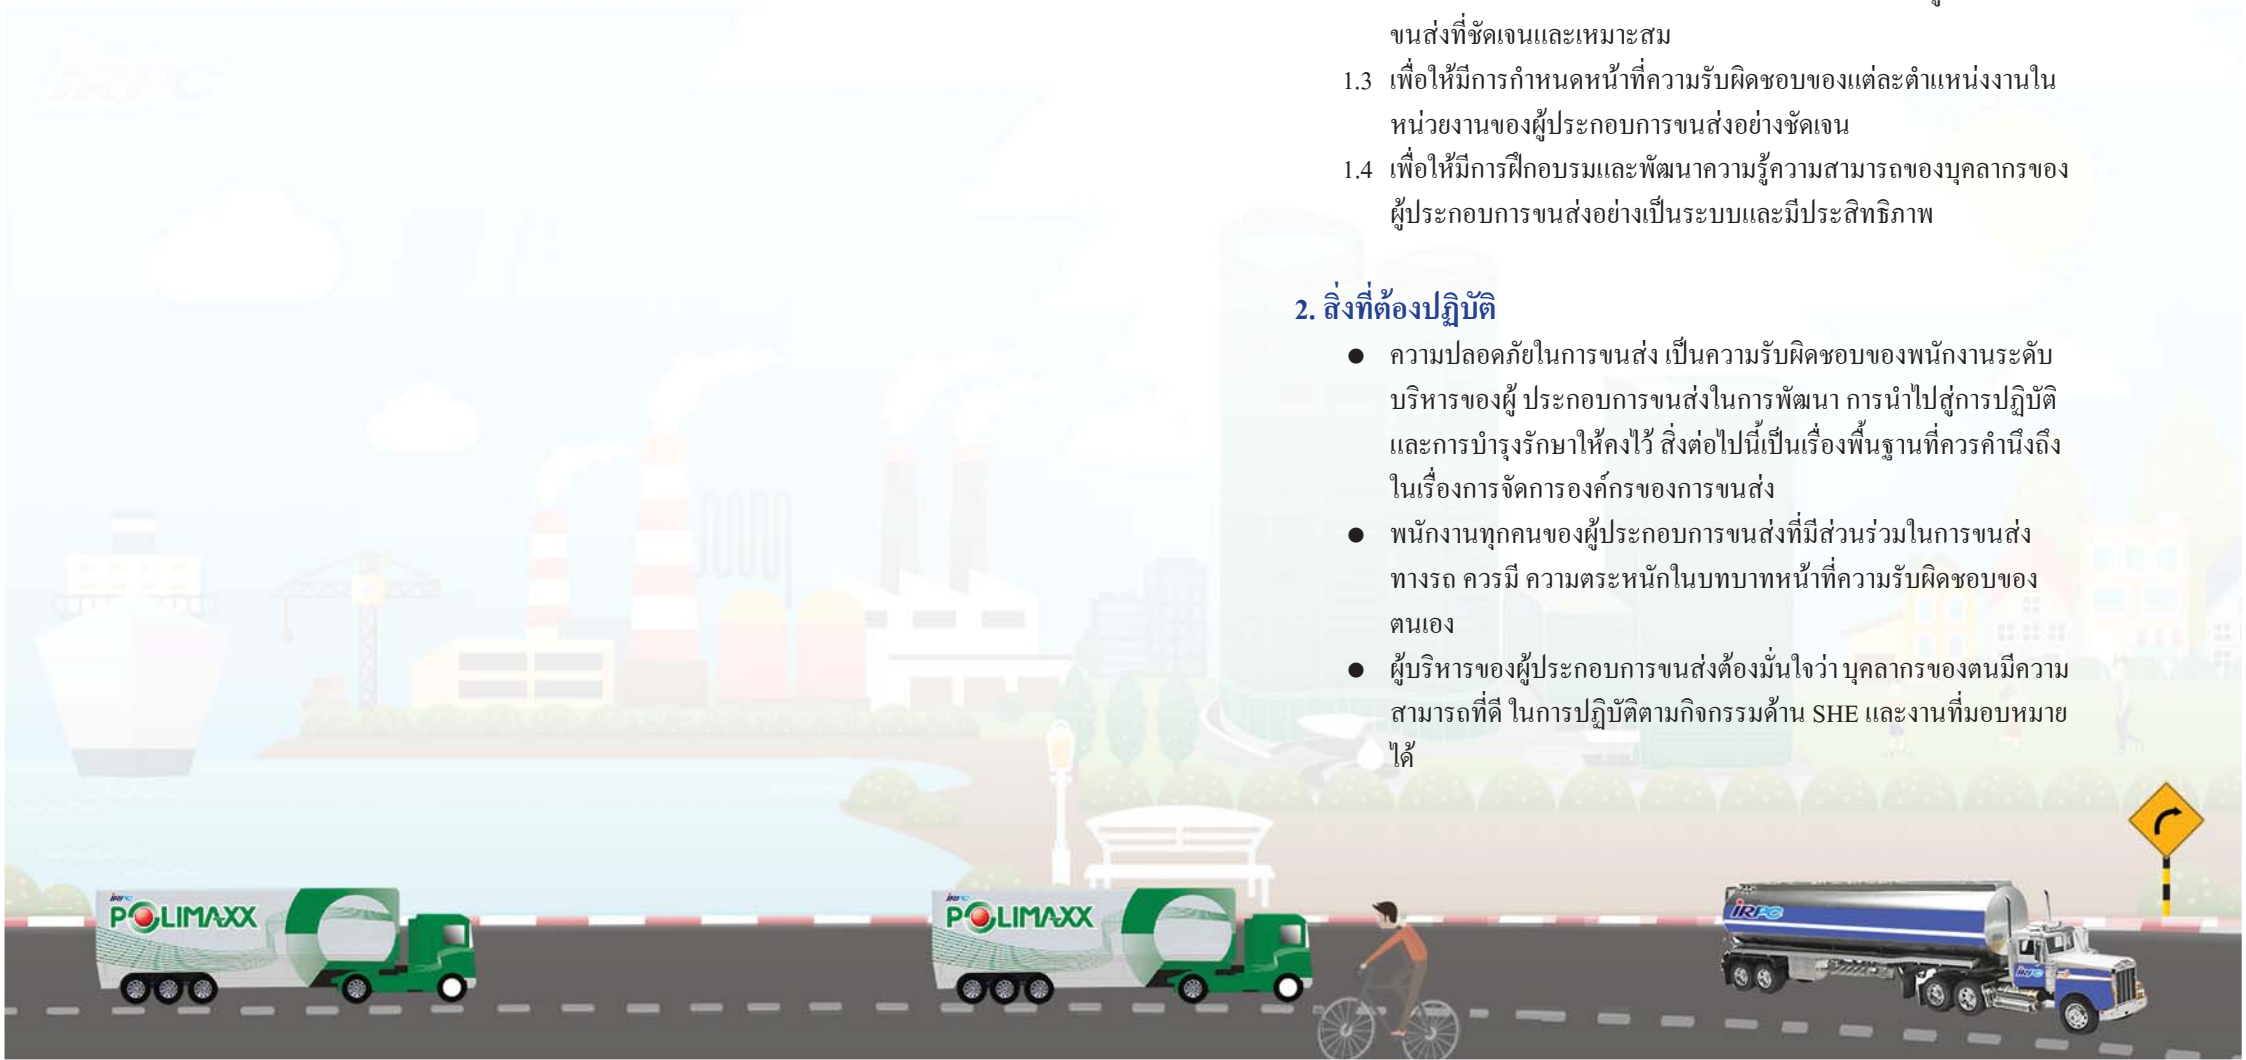 IRPC
ขนส่งที่ชัดเจนและเหมาะสม
1.3 เพื่อให้มีการกำหนดหน้าที่ความรับผิดชอบของแต่ละตำแหน่งงานใน
หน่วยงานของผู้ประกอบการขนส่งอย่างชัดเจน
1.4 เพื่อให้มีการฝึกอบรมและพัฒนาความรู้ความสามารถของบุคลากรของ
ผู้ประกอบการขนส่งอย่างเป็นระบบและมีประสิทธิภาพ
2. สิ่งที่ต้องปฏิบัติ
● ความปลอดภัยในการขนส่ง เป็นความรับผิดชอบของพนักงานระดับ
บริหารของผู้ ประกอบการขนส่งในการพัฒนา การนำไปสู่การปฏิบัติ
และการบำรุงรักษาให้คงไว้ สิ่งต่อไปนี้เป็นเรื่องพื้นฐานที่ควรคำนึงถึง
ในเรื่องการจัดการองค์กรของการขนส่ง
● พนักงานทุกคนของผู้ประกอบการขนส่งที่มีส่วนร่วมในการขนส่ง
ทางรถ ควรมี ความตระหนักในบทบาทหน้าที่ความรับผิดชอบของ
ตนเอง
● ผู้บริหารของผู้ประกอบการขนส่งต้องมั่นใจว่า บุคลากรของตนมีความ
สามารถที่ดี ในการปฏิบัติตามกิจกรรมด้าน SHE และงานที่มอบหมาย
ได้
IRPC
POLIMAXX
IRPC
POLIMAXX
IRPC
IRPC